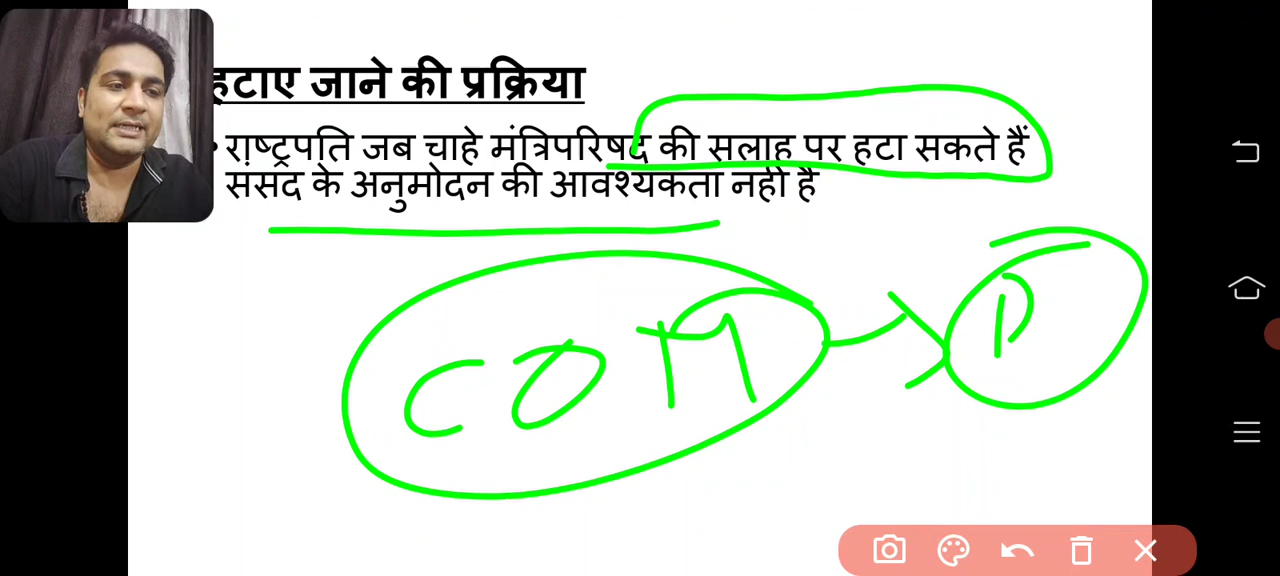 हटाए जाने की प्रक्रिया
• राष्ट्रपति जब चाहे मंत्रिपरिषद की सलाह पर हटा सकते हैं
संसद के अनुमोदन की आवश्यकता नही है
COM → P